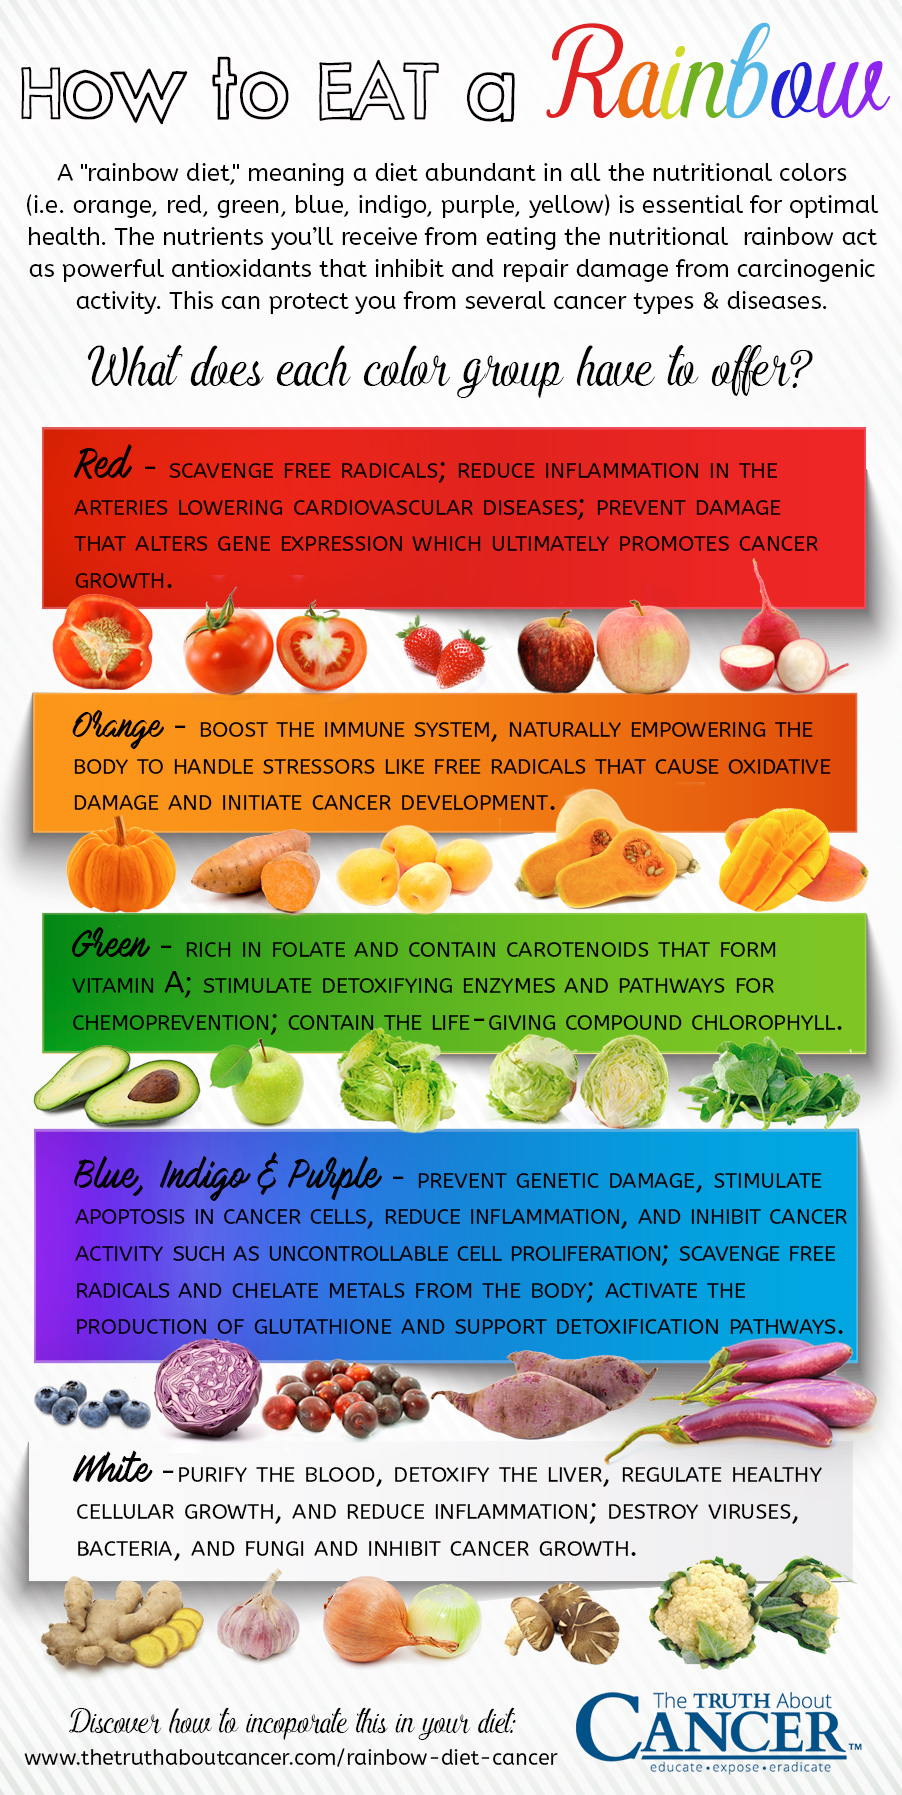 How to EAT a Rainbow
A "rainbow diet," meaning a diet abundant in all the nutritional colors
(i.e. orange, red, green, blue, indigo, purple, yellow) is essential for optimal
health. The nutrients you'll receive from eating the nutritional rainbow act
as powerful antioxidants that inhibit and repair damage from carcinogenic
activity. This can protect you from several cancer types & diseases.
What does each color group have to offer?
Red - SCAVENGE FREE RADICALS; REDUCE INFLAMMATION IN THE
ARTERIES LOWERING CARDIOVASCULAR DISEASES; PREVENT DAMAGE
THAT ALTERS GENE EXPRESSION WHICH ULTIMATELY PROMOTES CANCER
GROWTH.
Orange - BOOST THE IMMUNE SYSTEM, NATURALLY EMPOWERING THE
BODY TO HANDLE STRESSORS LIKE FREE RADICALS THAT CAUSE OXIDATIVE
DAMAGE AND INITIATE CANCER DEVELOPMENT.
Green - RICH IN FOLATE AND CONTAIN CAROTENOIDS THAT FORM
VITAMIN A; STIMULATE DETOXIFYING ENZYMES AND PATHWAYS FOR
CHEMOPREVENTION; CONTAIN THE LIFE-GIVING COMPOUND CHLOROPHYLL.
Blue, Indigo & Purple - PREVENT GENETIC DAMAGE, STIMULATE
APOPTOSIS IN CANCER CELLS, REDUCE INFLAMMATION, AND INHIBIT CANCER
ACTIVITY SUCH AS UNCONTROLLABLE CELL PROLIFERATION; SCAVENGE FREE
RADICALS AND CHELATE METALS FROM THE BODY; ACTIVATE THE
PRODUCTION OF GLUTATHIONE AND SUPPORT DETOXIFICATION PATHWAYS.
White - PURIFY THE BLOOD, DETOXIFY THE LIVER, REGULATE HEALTHY
CELLULAR GROWTH, AND REDUCE INFLAMMATION; DESTROY VIRUSES,
BACTERIA, AND FUNGI AND INHIBIT CANCER GROWTH.
Discover how to incoporate this in your diet:
www.thetruthaboutcancer.com/rainbow-diet-cancer
The TRUTH About
CANCER™
educate•expose•eradicate